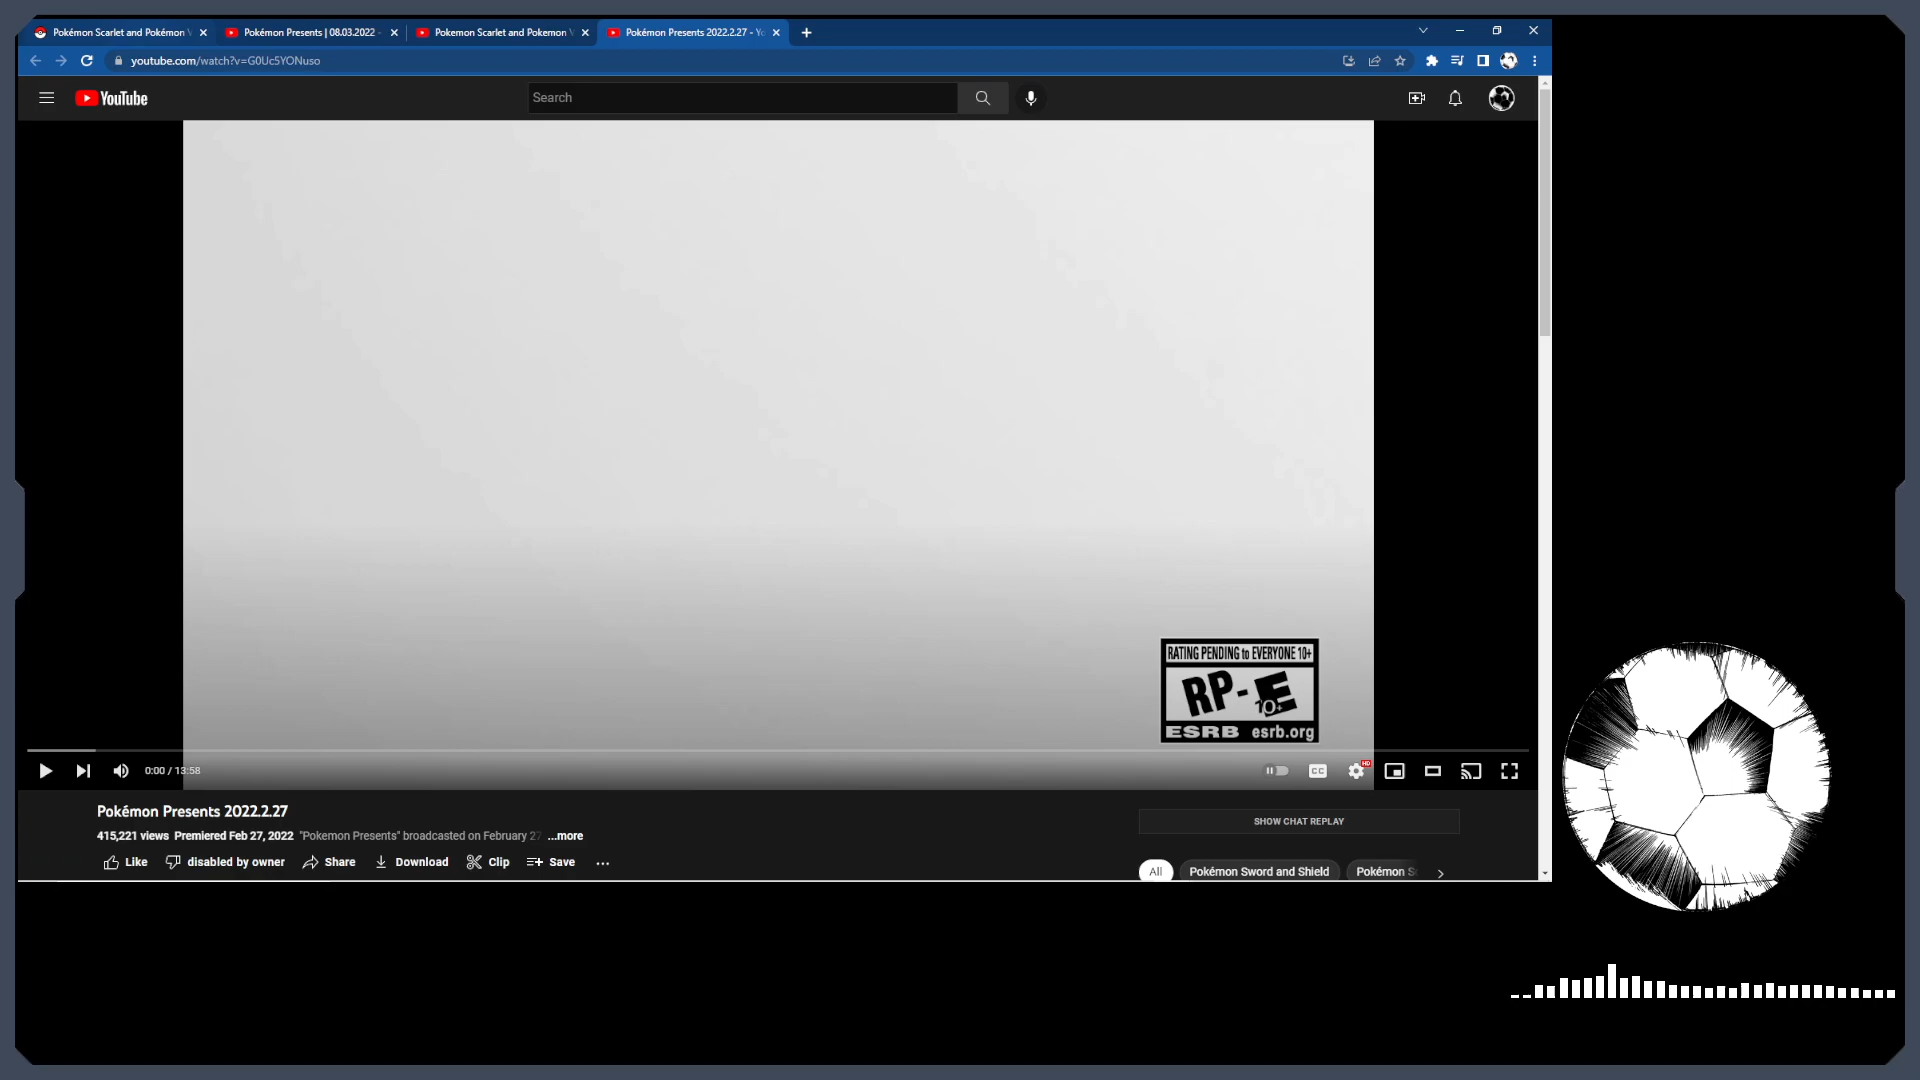 Pokémon Scarlet and Pokémon V
Pokémon Presents | 08.03.2022 -
Pokemon Scarlet and Pokemon V
Pokémon Presents 2022.2.27 - Yo
youtube.com/watch?v=G0Uc5YONuso
YouTube
Search
RATING PENDING to EVERYONE 10+
RP-E
10+
ESRB esrb.org
0:00 / 13:58
CC
HD
Pokémon Presents 2022.2.27
415,221 views Premiered Feb 27, 2022 "Pokemon Presents" broadcasted on February 27 ...more
SHOW CHAT REPLAY
Like disabled by owner Share Download Clip Save ...
All Pokémon Sword and Shield Pokémon S